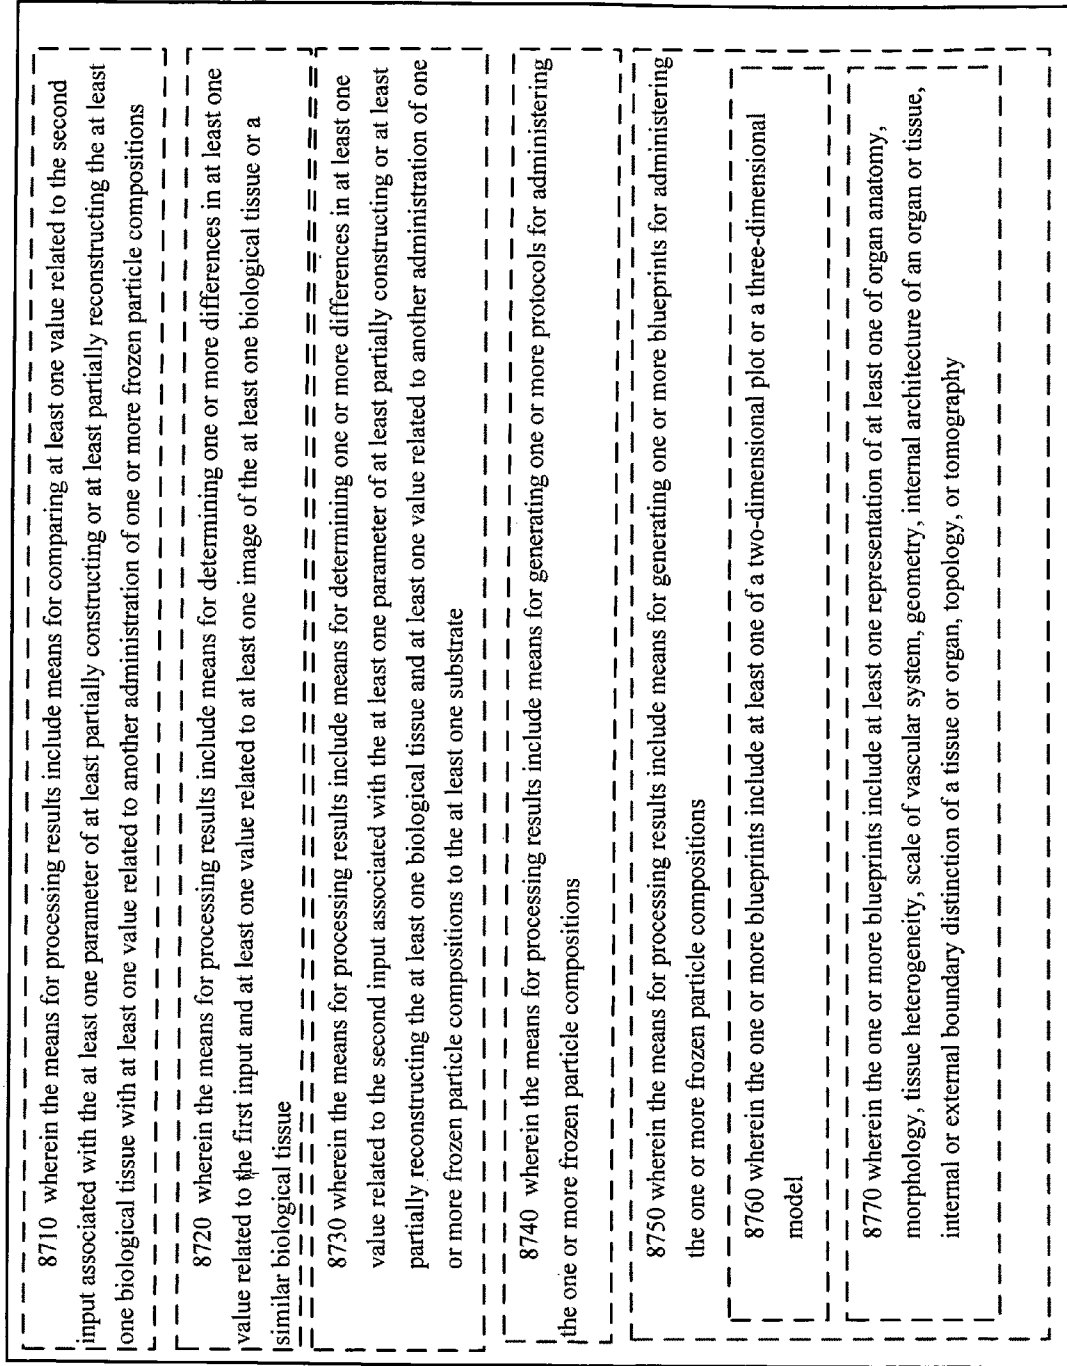 8710 wherein the means for processing results include means for comparing at least one value related to the second
input associated with the at least one parameter of at least partially constructing or at least partially reconstructing the at least
one biological tissue with at least one value related to another administration of one or more frozen particle compositions
8720 wherein the means for processing results include means for determining one or more differences in at least one
value related to the first input and at least one value related to at least one image of the at least one biological tissue or a
similar biological tissue
8730 wherein the means for processing results include means for determining one or more differences in at least one
value related to the second input associated with the at least one parameter of at least partially constructing or at least
partially reconstructing the at least one biological tissue and at least one value related to another administration of one
or more frozen particle compositions to the at least one substrate
8740 wherein the means for processing results include means for generating one or more protocols for administering
the one or more frozen particle compositions
8750 wherein the means for processing results include means for generating one or more blueprints for administering
the one or more frozen particle compositions
8760 wherein the one or more blueprints include at least one of a two-dimensional plot or a three-dimensional
model
8770 wherein the one or more blueprints include at least one representation of at least one of organ anatomy,
morphology, tissue heterogeneity, scale of vascular system, geometry, internal architecture of an organ or tissue,
internal or external boundary distinction of a tissue or organ, topology, or tomography